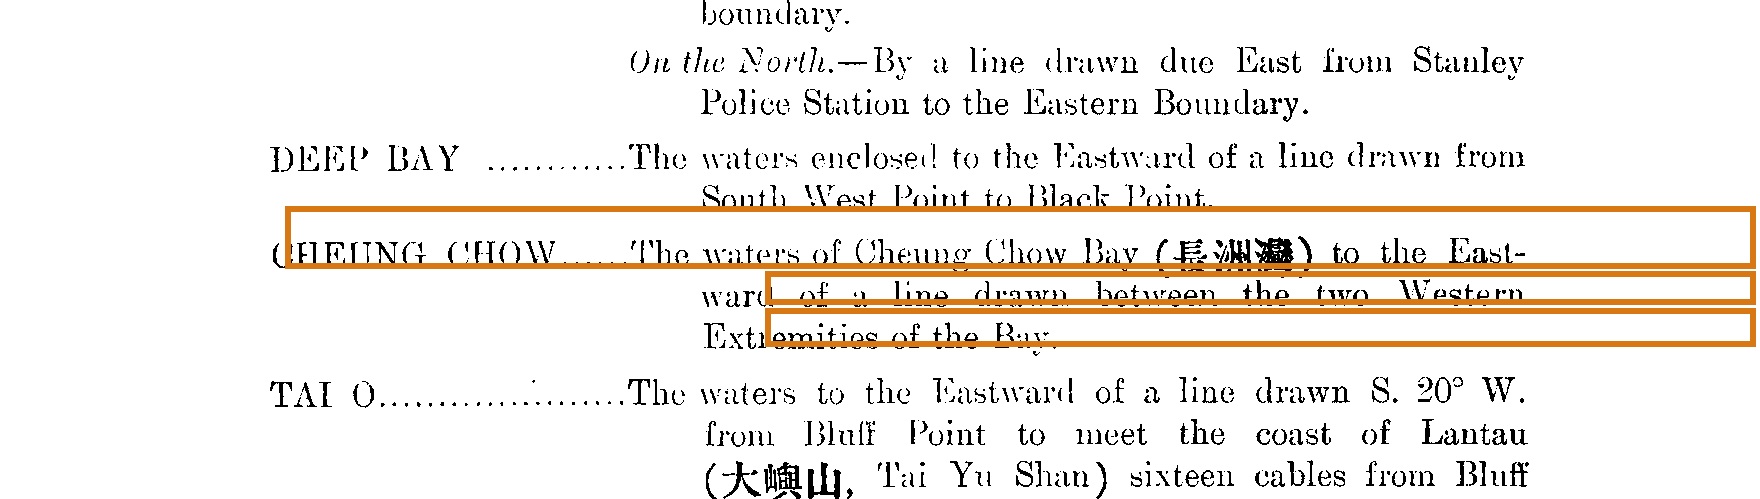 boundary.
On the North.—By a line drawn due East from Stanley
Police Station to the Eastern Boundary.
DEEP BAY ............The waters enclosed to the Eastward of a line drawn from
South West Point to Black Point.
CHEUNG CHOW......The waters of Cheung Chow Bay (長洲灣) to the East-
ward of a line drawn between the two Western
Extremities of the Bay.
TAI O.....................The waters to the Eastward of a line drawn S. 20° W.
from Bluff Point to meet the coast of Lantau
(大嶼山, Tai Yu Shan) sixteen cables from Bluff